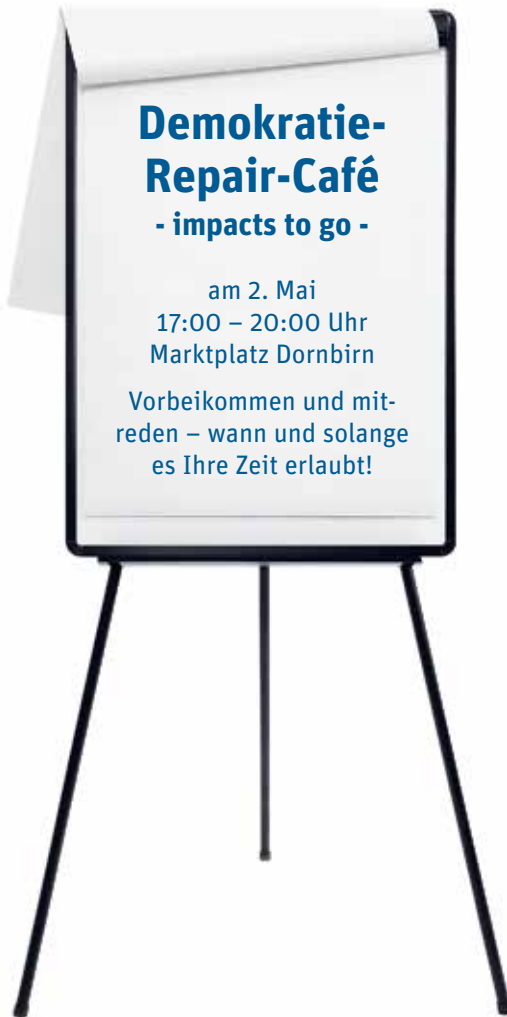 Demokratie-
Repair-Café
- impacts to go -
am 2. Mai
17:00 – 20:00 Uhr
Marktplatz Dornbirn
Vorbeikommen und mit-
reden – wann und solange
es Ihre Zeit erlaubt!